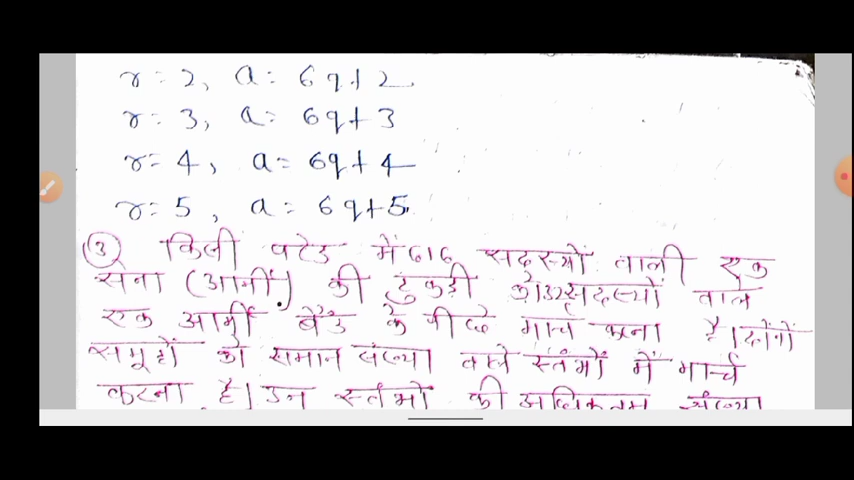 r = 2, a = 6q+2
r = 3, a = 6q+3
r = 4, a = 6q+4
r = 5, a = 6q+5
(3) किसी परेड में 616 सदस्यों वाली एक
सेना (आर्मी) की टुकड़ी को 32 सदस्यों वाले
एक आर्मी बैंड के पीछे मार्च करना है। दोनों
समूहों को समान संख्या वाले स्तंभों में मार्च
करना है। उन स्तंभों की अधिकतम संख्या